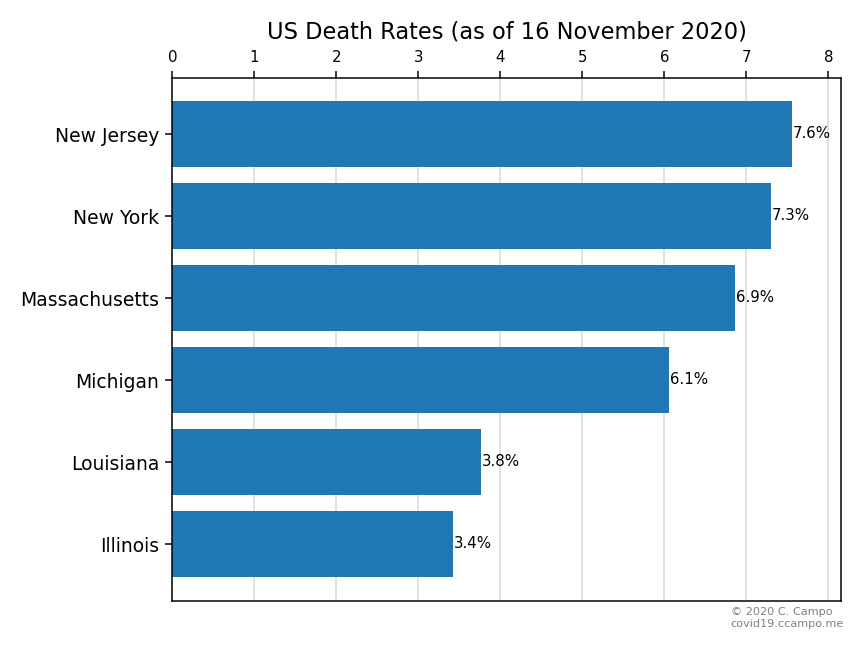 US Death Rates (as of 16 November 2020)
0 1 2 3 4 5 6 7 8
New Jersey 7.6%
New York 7.3%
Massachusetts 6.9%
Michigan 6.1%
Louisiana 3.8%
Illinois 3.4%
© 2020 C. Campo
covid19.ccampo.me